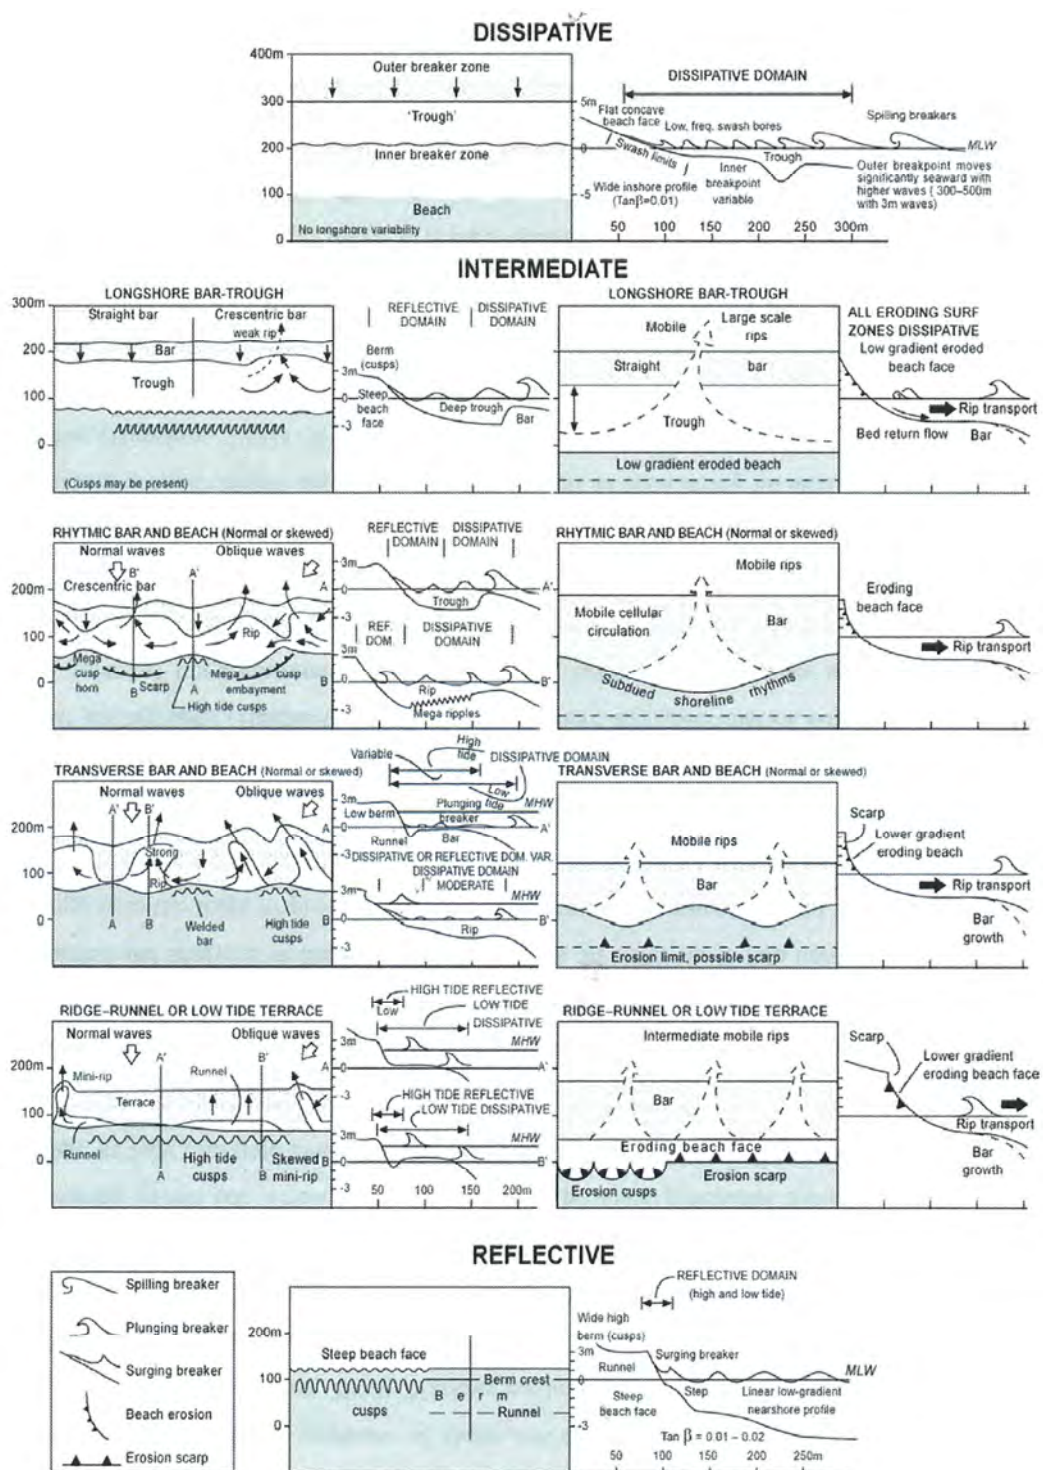 DISSIPATIVE
400m
300
200
100
0
Outer breaker zone
'Trough'
Inner breaker zone
Beach
No longshore variability
DISSIPATIVE DOMAIN
5m
0
-5
Flat concave
beach face
Low, freq. swash bores
Spilling breakers
MLW
Swash limits
Trough
Wide inshore profile
(Tanβ=0.01)
Inner
breakpoint
variable
Outer breakpoint moves
significantly seaward with
higher waves ( 300–500m
with 3m waves)
50 100 150 200 250 300m
INTERMEDIATE
LONGSHORE BAR-TROUGH
300m
200
100
0
Straight bar
Crescentric bar
weak rip
Bar
Trough
(Cusps may be present)
REFLECTIVE
DOMAIN
DISSIPATIVE
DOMAIN
Berm
(cusps)
3m
0
-3
Steep
beach
face
Deep trough
Bar
LONGSHORE BAR-TROUGH
Mobile
Large scale
rips
Straight
bar
Trough
Low gradient eroded beach
ALL ERODING SURF
ZONES DISSIPATIVE
Low gradient eroded
beach face
Rip transport
Bed return flow
Bar
RHYTMIC BAR AND BEACH (Normal or skewed)
Normal waves
Oblique waves
200m
100
0
B'
A'
Crescentric bar
Rip
Mega
cusp
horn
B
Scarp
A
Mega cusp
embayment
High tide cusps
REFLECTIVE
DOMAIN
DISSIPATIVE
DOMAIN
3m
A
0
-3
Trough
A'
REF.
DOM.
DISSIPATIVE
DOMAIN
3m
B
0
-3
Rip
Mega ripples
B'
RHYTMIC BAR AND BEACH (Normal or skewed)
Mobile rips
Mobile cellular
circulation
Bar
Subdued
shoreline
rhythms
Eroding
beach face
Rip transport
TRANSVERSE BAR AND BEACH (Normal or skewed)
Normal waves
Oblique waves
200m
100
0
A'
B'
Strong
Rip
A
B
Welded
bar
High tide
cusps
Variable
High
tide
DISSIPATIVE DOMAIN
Low
tide
3m
Low berm
Plunging
breaker
MHW
A
0
A'
Runnel
Bar
-3
DISSIPATIVE OR REFLECTIVE DOM. VAR.
DISSIPATIVE DOMAIN
MODERATE
3m
MHW
B
0
B'
Rip
-3
TRANSVERSE BAR AND BEACH (Normal or skewed)
Mobile rips
Bar
Erosion limit, possible scarp
Scarp
Lower gradient
eroding beach
Rip transport
Bar
growth
RIDGE–RUNNEL OR LOW TIDE TERRACE
Normal waves
Oblique waves
200m
100
0
Mini-rip
A'
Runnel
B'
Terrace
Runnel
A
High tide
cusps
B
Skewed
mini-rip
HIGH TIDE REFLECTIVE
Low
LOW TIDE
DISSIPATIVE
3m
MHW
A
0
A'
-3
HIGH TIDE REFLECTIVE
LOW TIDE DISSIPATIVE
3m
MHW
B
0
B'
-3
50 100 200m
RIDGE–RUNNEL OR LOW TIDE TERRACE
Intermediate mobile rips
Bar
Eroding beach face
Erosion cusps
Erosion scarp
Scarp
Lower gradient
eroding beach face
Rip transport
Bar
growth
REFLECTIVE
Spilling breaker
Plunging breaker
Surging breaker
Beach erosion
Erosion scarp
200m
100
0
Steep beach face
Berm crest
Berm
cusps
Runnel
REFLECTIVE DOMAIN
(high and low tide)
Wide high
berm (cusps)
3m
0
-3
Runnel
Surging breaker
MLW
Steep
beach face
Step
Linear low-gradient
nearshore profile
Tan β = 0.01 – 0.02
50 100 150 200 250m